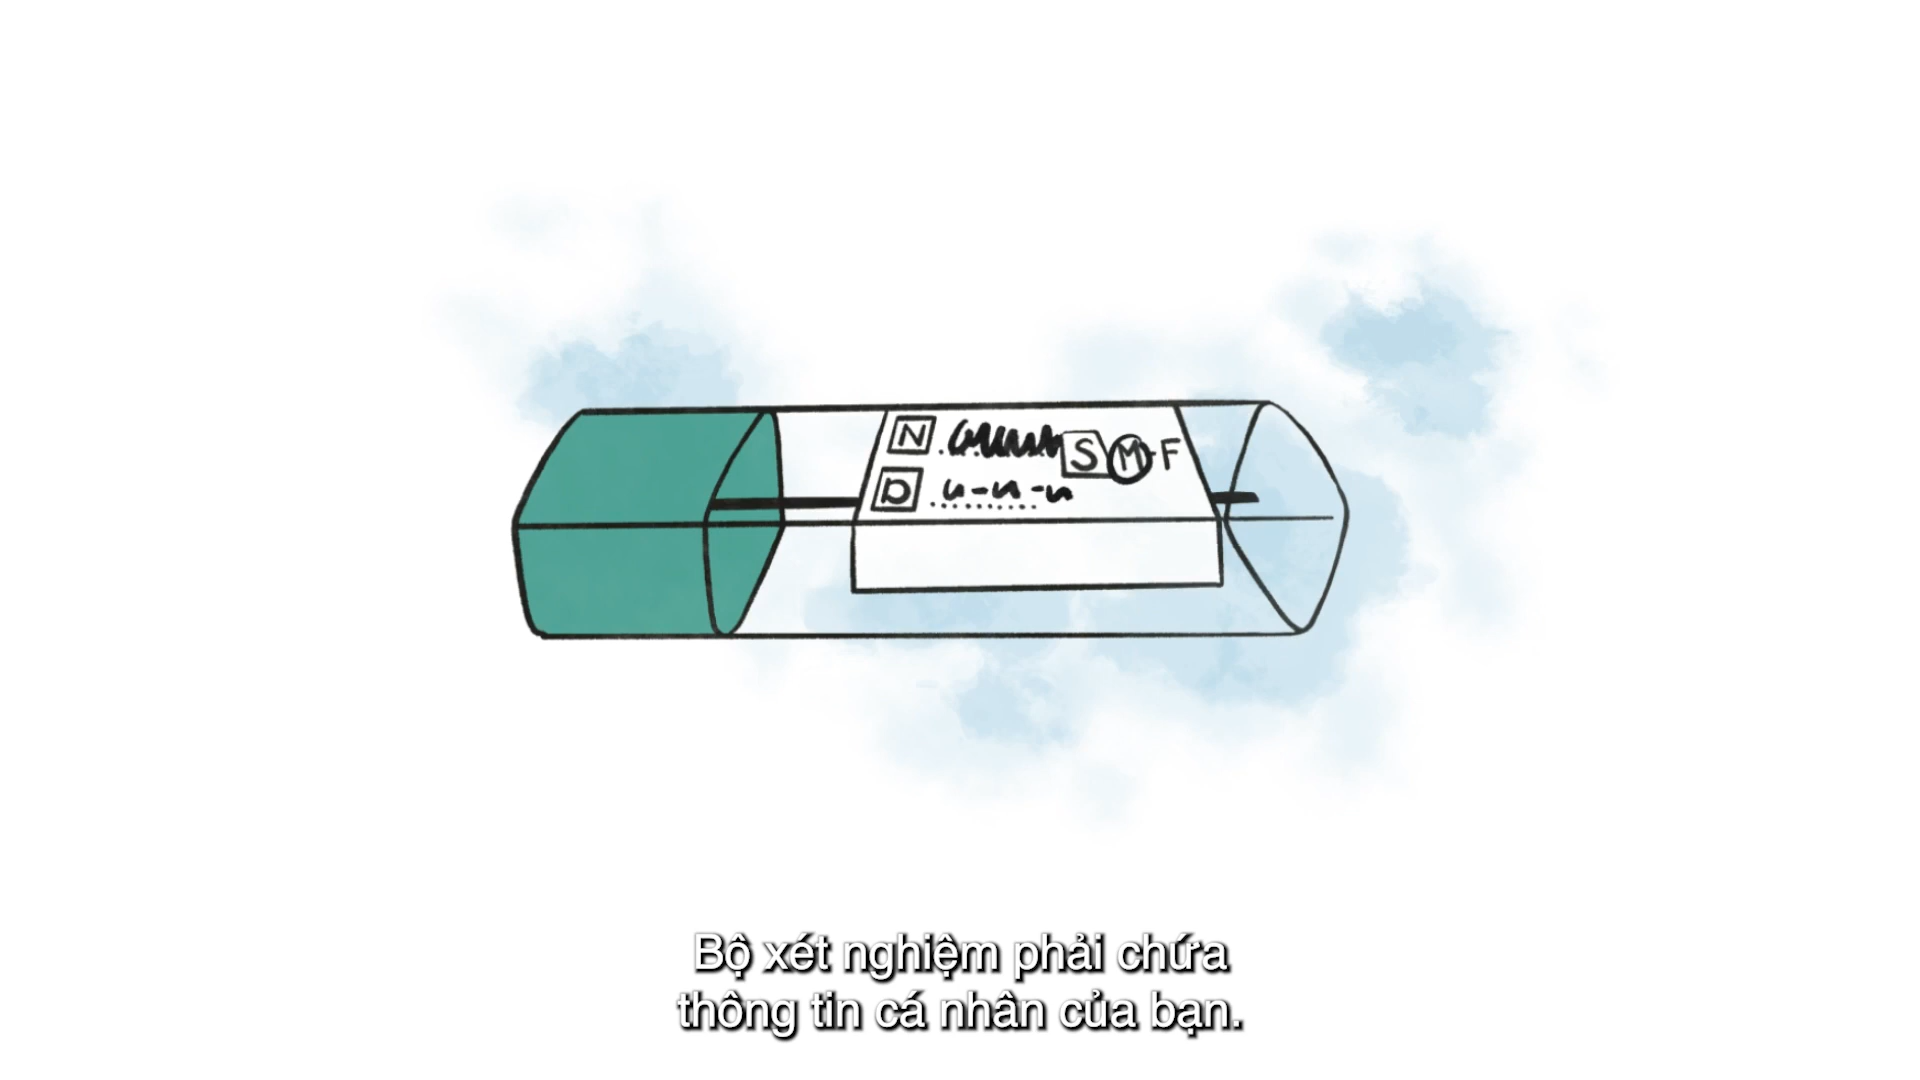 N S M F
D
Bộ xét nghiệm phải chứa
thông tin cá nhân của bạn.